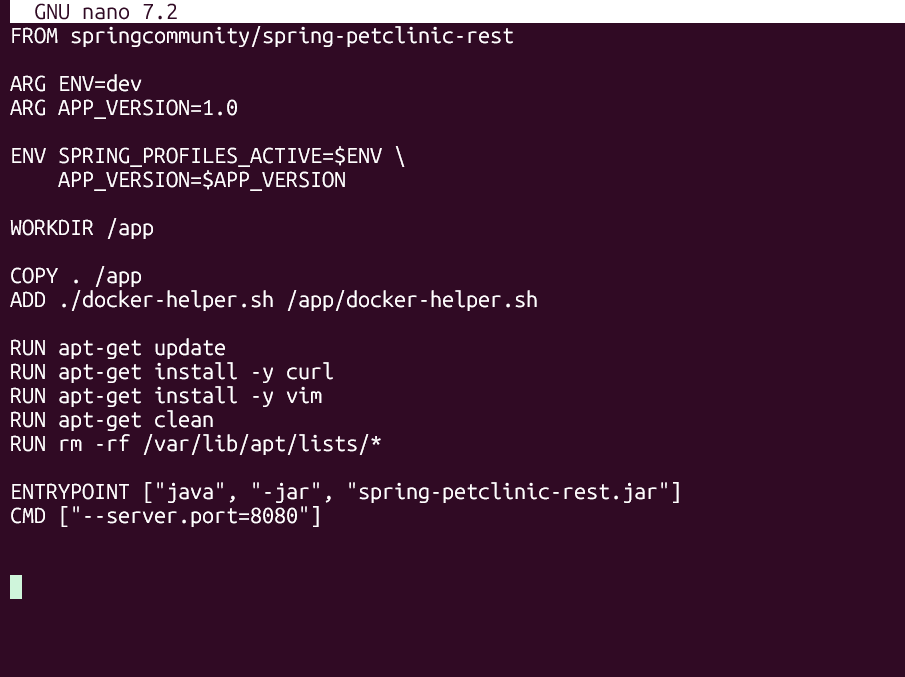 GNU nano 7.2
FROM springcommunity/spring-petclinic-rest
ARG ENV=dev
ARG APP_VERSION=1.0
ENV SPRING_PROFILES_ACTIVE=$ENV \
APP_VERSION=$APP_VERSION
WORKDIR /app
COPY . /app
ADD ./docker-helper.sh /app/docker-helper.sh
RUN apt-get update
RUN apt-get install -y curl
RUN apt-get install -y vim
RUN apt-get clean
RUN rm -rf /var/lib/apt/lists/*
ENTRYPOINT ["java", "-jar", "spring-petclinic-rest.jar"]
CMD ["--server.port=8080"]